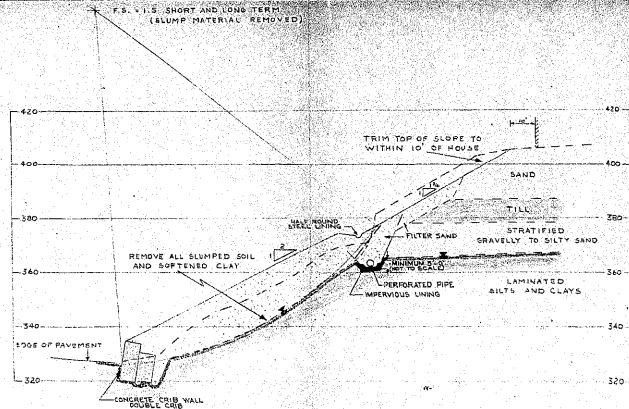 F.S. = 1.5 SHORT AND LONG TERM
(SLUMP MATERIAL REMOVED)
420
420
10'
TRIM TOP OF SLOPE TO
WITHIN 10' OF HOUSE
400
400
SAND
1
TILL
380
380
HALF ROUND
STEEL LINING
FILTER SAND
STRATIFIED
GRAVELLY TO SILTY SAND
2
1
REMOVE ALL SLUMPED SOIL
AND SOFTENED CLAY
MINIMUM 5'-0"
(NOT TO SCALE)
360
360
PERFORATED PIPE
IMPERVIOUS LINING
LAMINATED
SILTS AND CLAYS
340
340
EDGE OF PAVEMENT
320
320
CONCRETE CRIB WALL
DOUBLE CRIB